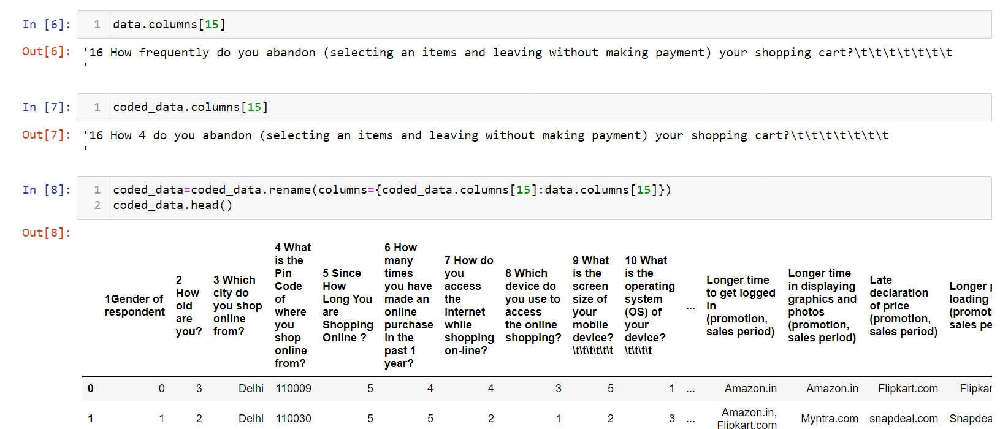 In [6]: 1 data.columns[15]
Out[6]: '16 How frequently do you abandon (selecting an items and leaving without making payment) your shopping cart?\t\t\t\t\t\t\t
'
In [7]: 1 coded_data.columns[15]
Out[7]: '16 How 4 do you abandon (selecting an items and leaving without making payment) your shopping cart?\t\t\t\t\t\t\t
'
In [8]: 1 coded_data=coded_data.rename(columns={coded_data.columns[15]:data.columns[15]})
2 coded_data.head()
Out[8]:
1Gender of
respondent
2
How
old
are
you?
3 Which
city do
you shop
online
from?
4 What
is the
Pin
Code
of
where
you
shop
online
from?
5 Since
How
Long You
are
Shopping
Online ?
6 How
many
times
you have
made an
online
purchase
in the
past 1
year?
7 How do
you
access
the
internet
while
shopping
on-line?
8 Which
device do
you use to
access
the online
shopping?
9 What
is the
screen
size of
your
mobile
device?
\t\t\t\t\t\t
10 What
is the
operating
system
(OS) of
your
device?
\t\t\t\t
...
Longer time
to get logged
in
(promotion,
sales period)
Longer time
in displaying
graphics and
photos
(promotion,
sales period)
Late
declaration
of price
(promotion,
sales period)
Longer
loading
(promoti
sales pe
0 0 3 Delhi 110009 5 4 4 3 5 1 ... Amazon.in Amazon.in Flipkart.com Flipkar
1 1 2 Delhi 110030 5 5 2 1 2 3 ... Amazon.in,
Flipkart.com Myntra.com snapdeal.com Snapdea